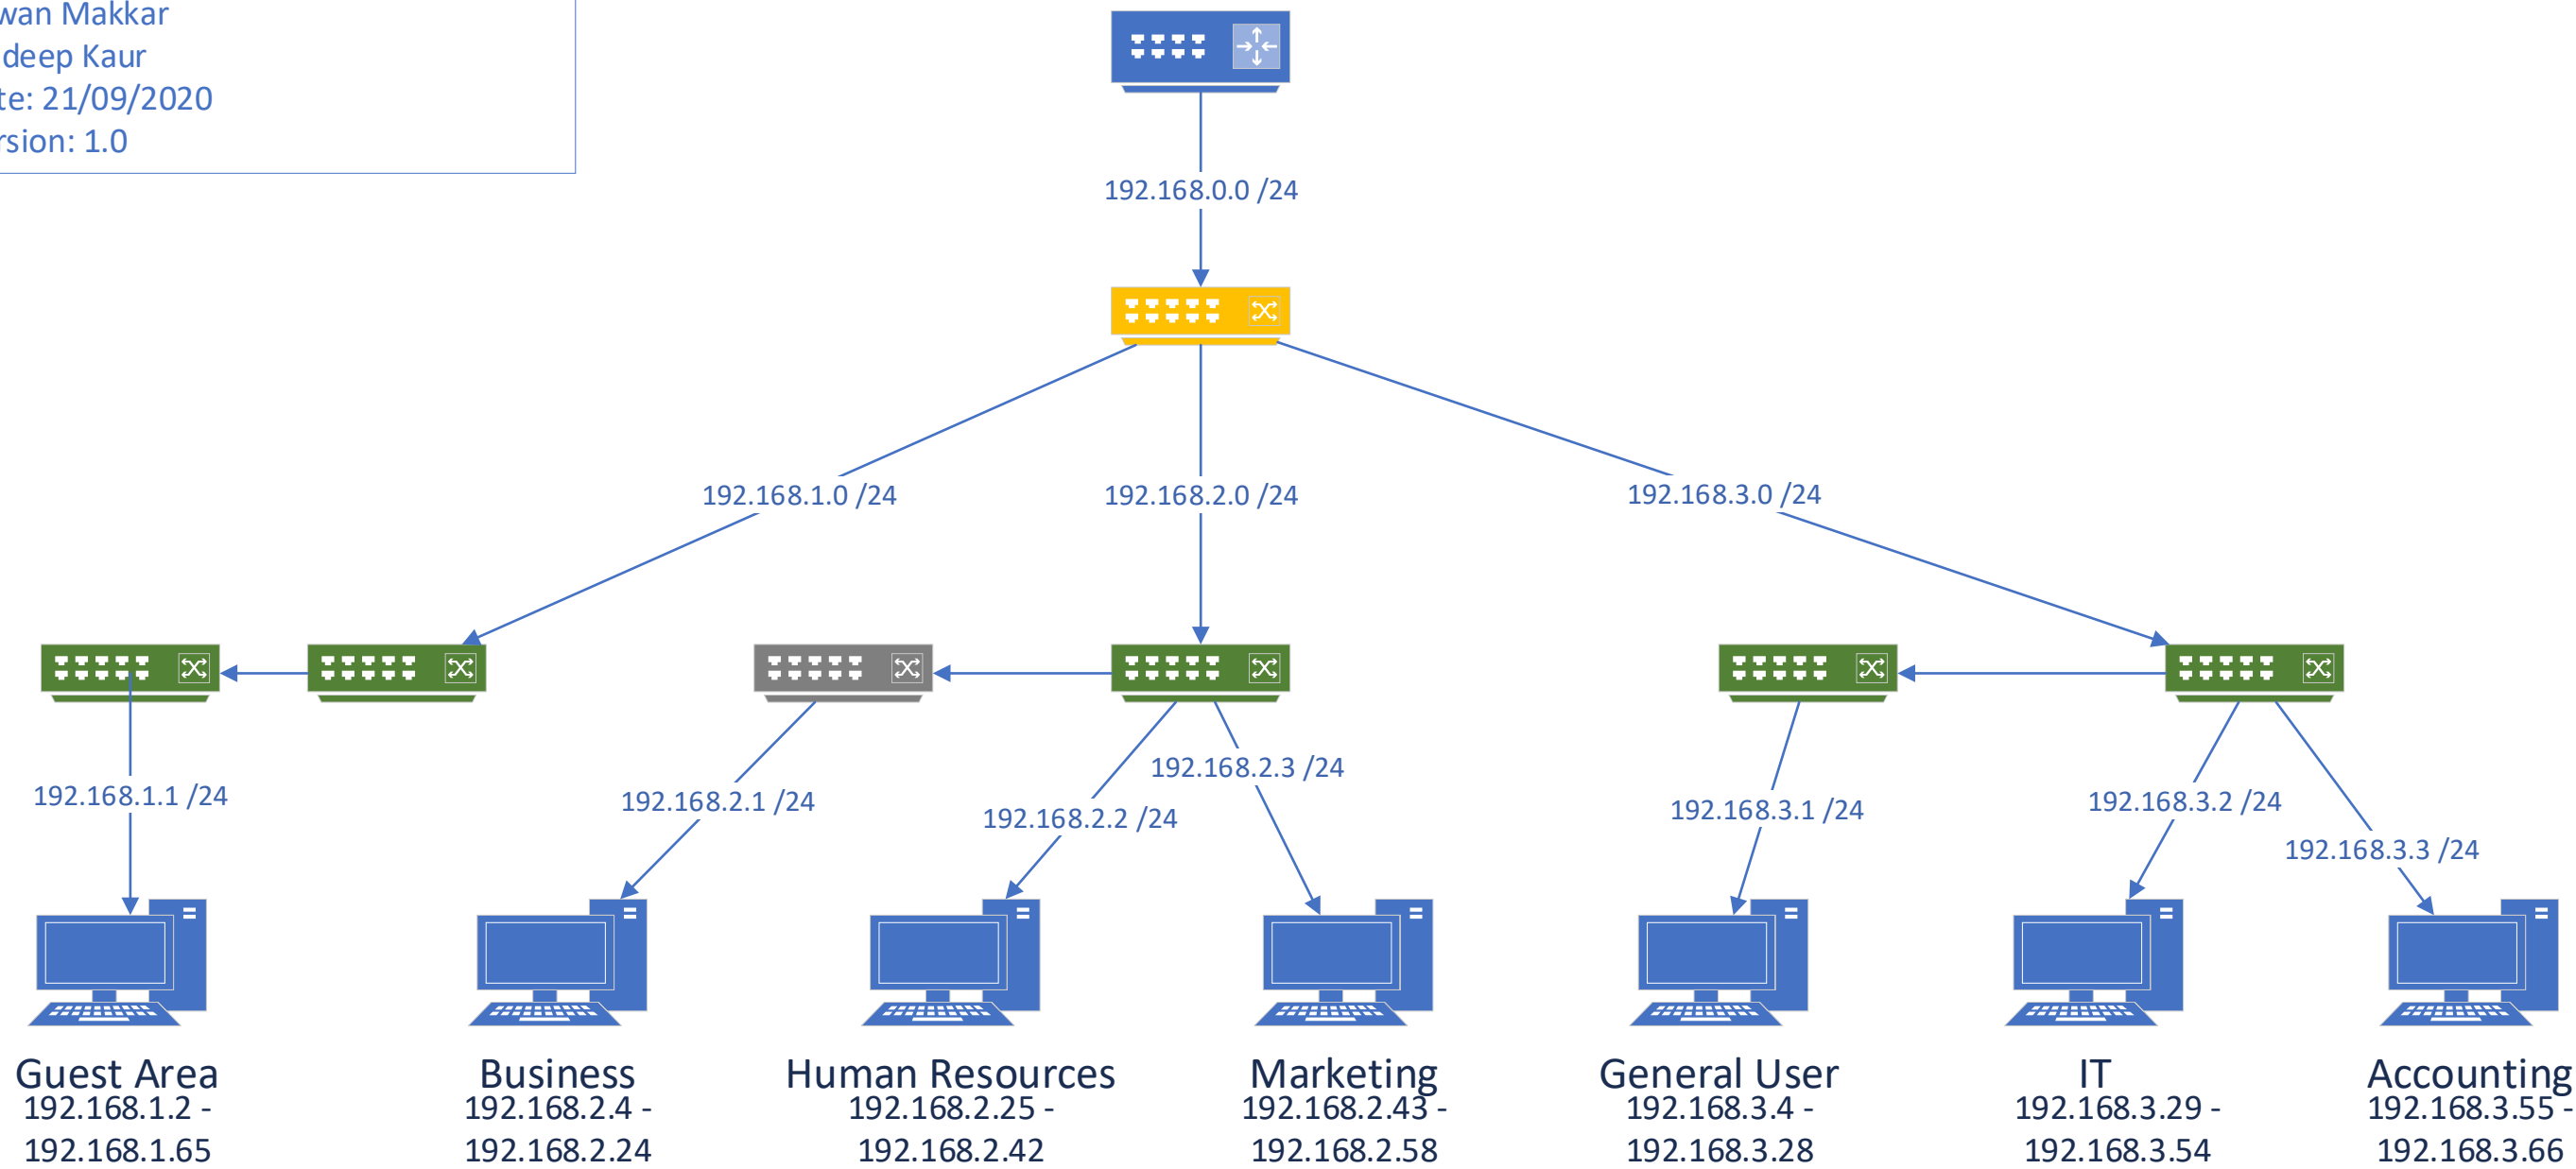 wan Makkar
deep Kaur
te: 21/09/2020
rsion: 1.0
192.168.0.0 /24
192.168.1.0 /24
192.168.2.0 /24
192.168.3.0 /24
192.168.1.1 /24
192.168.2.1 /24
192.168.2.2 /24
192.168.2.3 /24
192.168.3.1 /24
192.168.3.2 /24
192.168.3.3 /24
Guest Area
192.168.1.2 -
192.168.1.65
Business
192.168.2.4 -
192.168.2.24
Human Resources
192.168.2.25 -
192.168.2.42
Marketing
192.168.2.43 -
192.168.2.58
General User
192.168.3.4 -
192.168.3.28
IT
192.168.3.29 -
192.168.3.54
Accounting
192.168.3.55 -
192.168.3.66